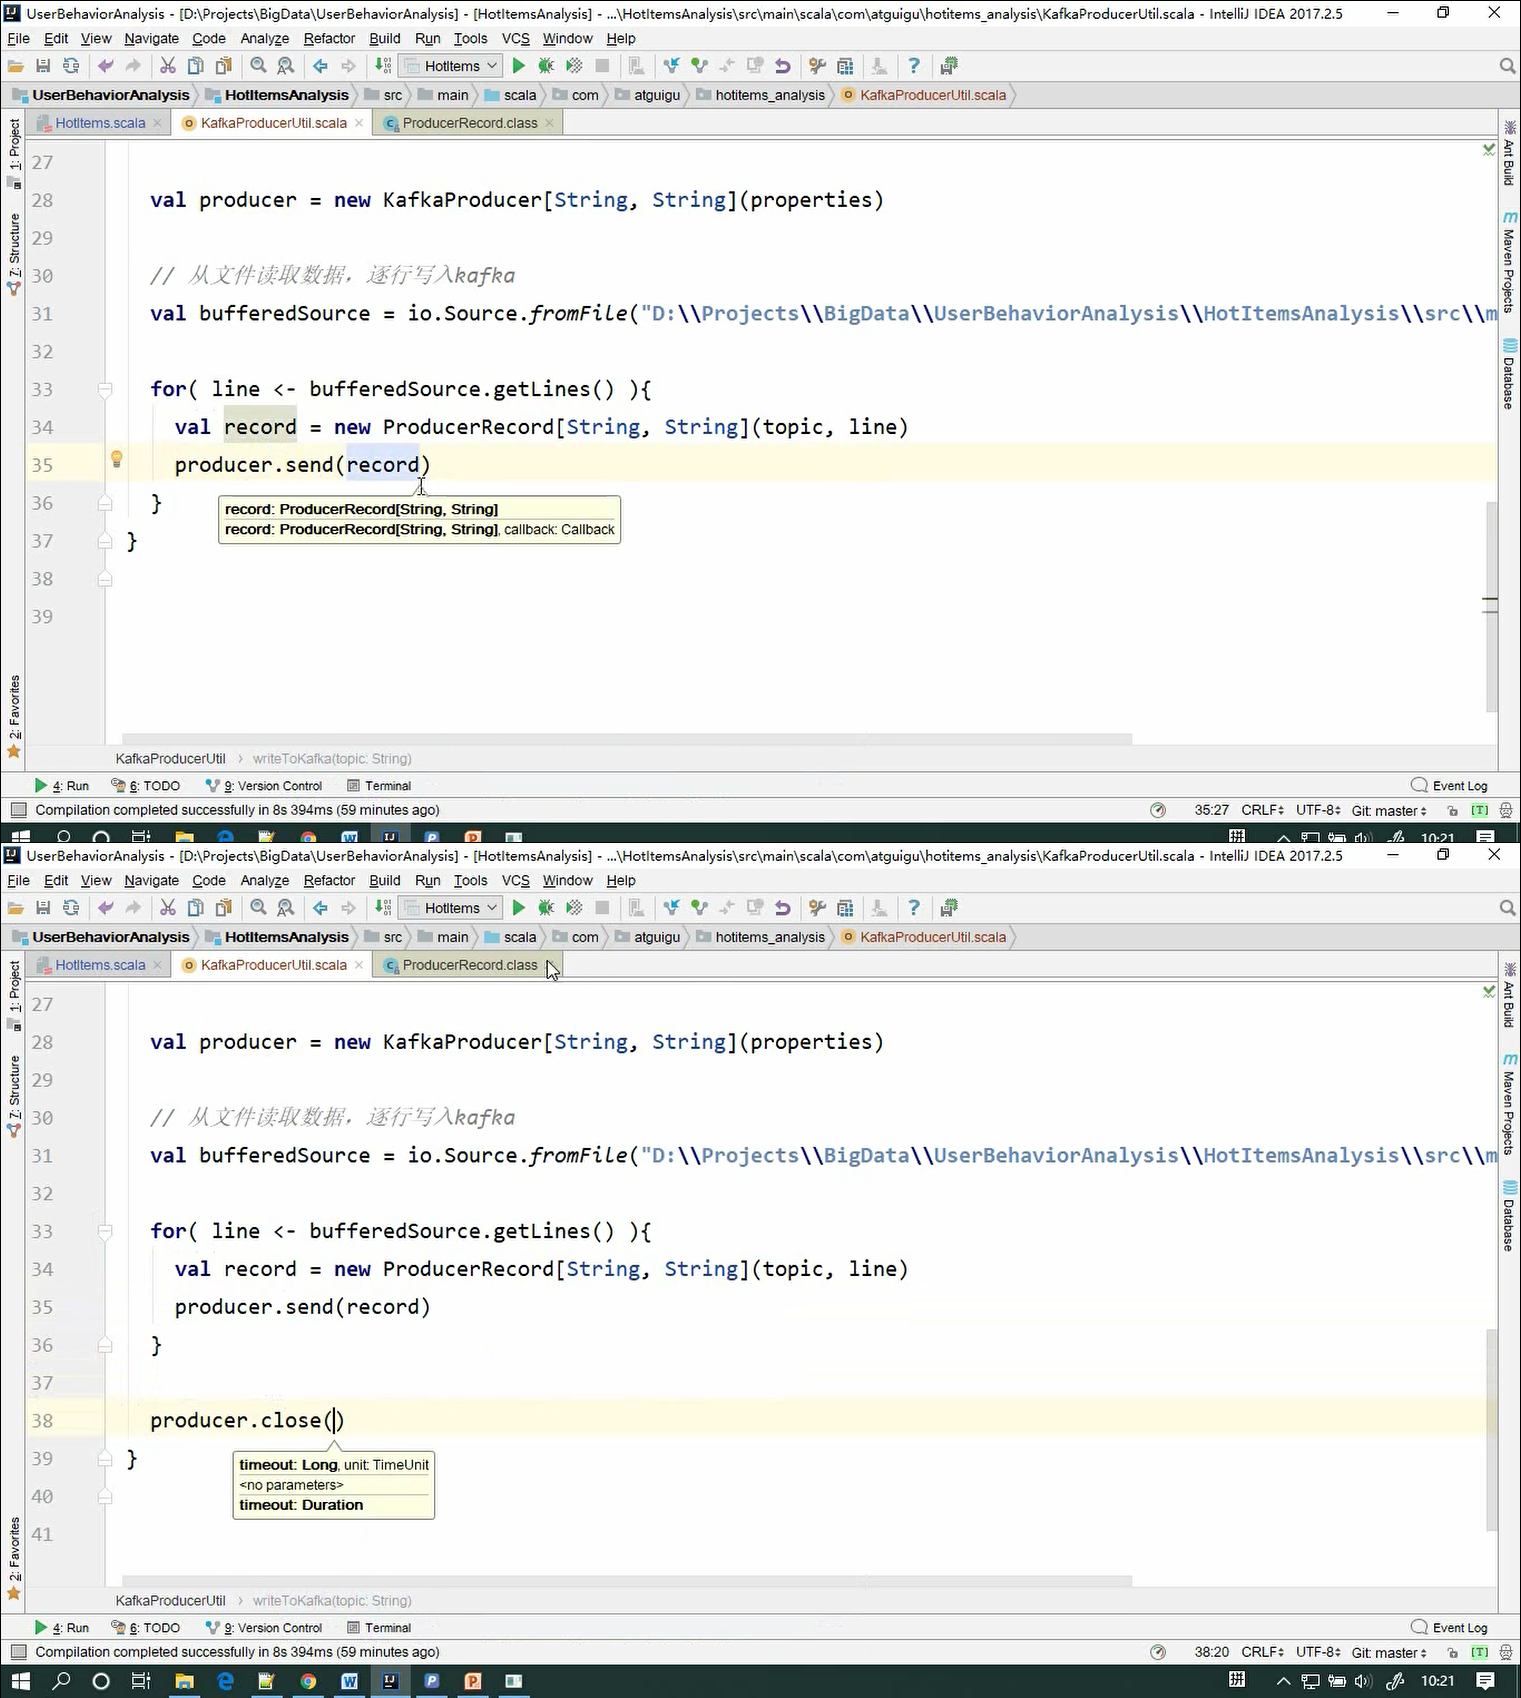 UserBehaviorAnalysis - [D:\Projects\BigData\UserBehaviorAnalysis] - [HotItemsAnalysis] - ...\HotItemsAnalysis\src\main\scala\com\atguigu\hotitems_analysis\KafkaProducerUtil.scala - IntelliJ IDEA 2017.2.5
File Edit View Navigate Code Analyze Refactor Build Run Tools VCS Window Help
HotItems
UserBehaviorAnalysis HotItemsAnalysis src main scala com atguigu hotitems_analysis KafkaProducerUtil.scala
HotItems.scala KafkaProducerUtil.scala ProducerRecord.class
1: Project
7: Structure
2: Favorites
Ant Build
Maven Projects
Database
27
28 val producer = new KafkaProducer[String, String](properties)
29
30 // 从文件读取数据，逐行写入kafka
31 val bufferedSource = io.Source.fromFile("D:\\Projects\\BigData\\UserBehaviorAnalysis\\HotItemsAnalysis\\src\\m
32
33 for( line <- bufferedSource.getLines() ){
34 val record = new ProducerRecord[String, String](topic, line)
35 producer.send(record)
36 }
record: ProducerRecord[String, String]
record: ProducerRecord[String, String], callback: Callback
37 }
38
39
KafkaProducerUtil writeToKafka(topic: String)
4: Run 6: TODO 9: Version Control Terminal Event Log
Compilation completed successfully in 8s 394ms (59 minutes ago) 35:27 CRLF UTF-8 Git: master [T]
拼 10:21
UserBehaviorAnalysis - [D:\Projects\BigData\UserBehaviorAnalysis] - [HotItemsAnalysis] - ...\HotItemsAnalysis\src\main\scala\com\atguigu\hotitems_analysis\KafkaProducerUtil.scala - IntelliJ IDEA 2017.2.5
File Edit View Navigate Code Analyze Refactor Build Run Tools VCS Window Help
HotItems
UserBehaviorAnalysis HotItemsAnalysis src main scala com atguigu hotitems_analysis KafkaProducerUtil.scala
HotItems.scala KafkaProducerUtil.scala ProducerRecord.class
1: Project
7: Structure
2: Favorites
Ant Build
Maven Projects
Database
27
28 val producer = new KafkaProducer[String, String](properties)
29
30 // 从文件读取数据，逐行写入kafka
31 val bufferedSource = io.Source.fromFile("D:\\Projects\\BigData\\UserBehaviorAnalysis\\HotItemsAnalysis\\src\\m
32
33 for( line <- bufferedSource.getLines() ){
34 val record = new ProducerRecord[String, String](topic, line)
35 producer.send(record)
36 }
37
38 producer.close()
39 }
timeout: Long, unit: TimeUnit
<no parameters>
timeout: Duration
40
41
KafkaProducerUtil writeToKafka(topic: String)
4: Run 6: TODO 9: Version Control Terminal Event Log
Compilation completed successfully in 8s 394ms (59 minutes ago) 38:20 CRLF UTF-8 Git: master [T]
拼 10:21